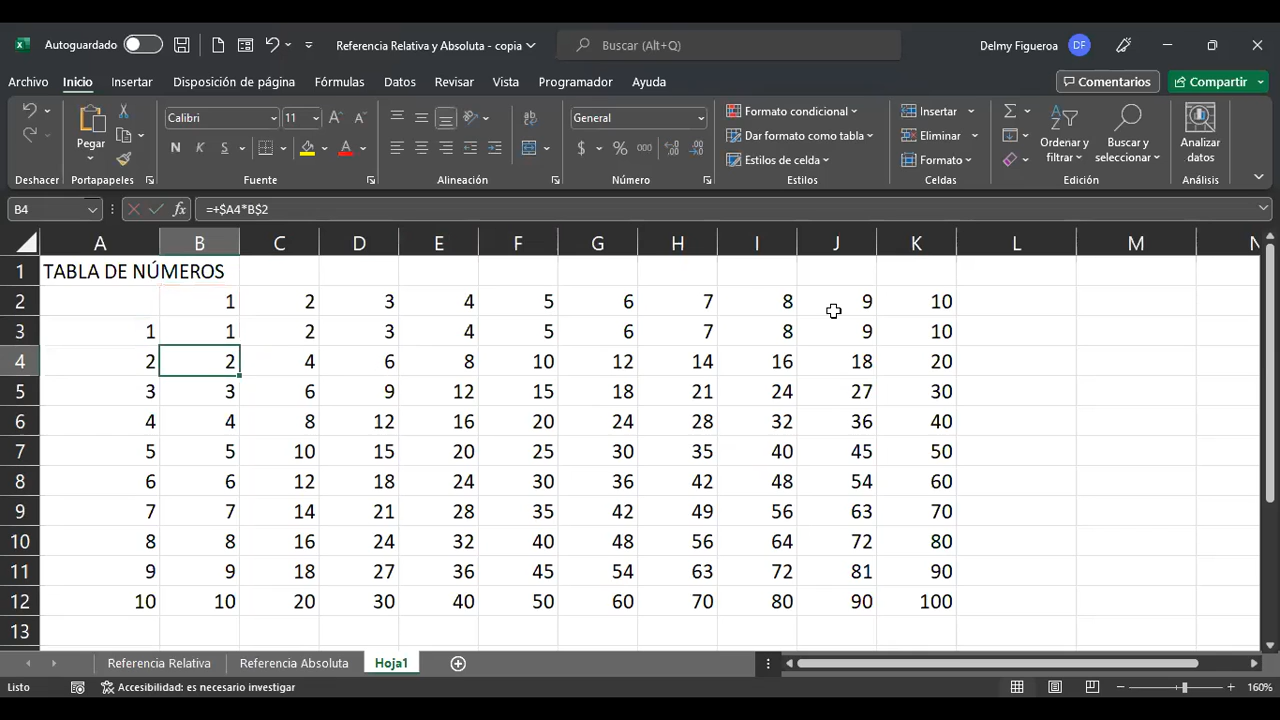 Autoguardado Referencia Relativa y Absoluta - copia Buscar (Alt+Q) Delmy Figueroa DF
Archivo Inicio Insertar Disposición de página Fórmulas Datos Revisar Vista Programador Ayuda Comentarios Compartir
Calibri 11 General Formato condicional Insertar
Pegar Dar formato como tabla Eliminar Ordenar y filtrar Buscar y seleccionar Analizar datos
N K S $ % 000 Estilos de celda Formato
Deshacer Portapapeles Fuente Alineación Número Estilos Celdas Edición Análisis
B4 fx =+$A4*B$2
A B C D E F G H I J K L M N
1 TABLA DE NÚMEROS
2 1 2 3 4 5 6 7 8 9 10
3 1 1 2 3 4 5 6 7 8 9 10
4 2 2 4 6 8 10 12 14 16 18 20
5 3 3 6 9 12 15 18 21 24 27 30
6 4 4 8 12 16 20 24 28 32 36 40
7 5 5 10 15 20 25 30 35 40 45 50
8 6 6 12 18 24 30 36 42 48 54 60
9 7 7 14 21 28 35 42 49 56 63 70
10 8 8 16 24 32 40 48 56 64 72 80
11 9 9 18 27 36 45 54 63 72 81 90
12 10 10 20 30 40 50 60 70 80 90 100
13
Referencia Relativa Referencia Absoluta Hoja1
Listo Accesibilidad: es necesario investigar 160%